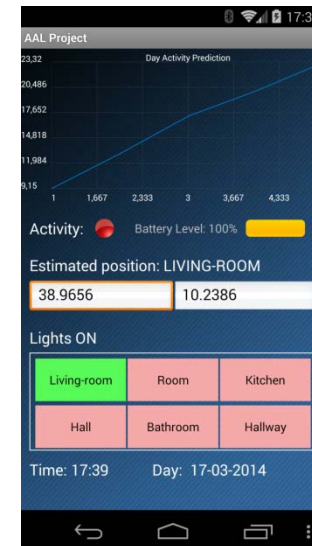 17:3
AAL Project
Day Activity Prediction
23,32
20,486
17,652
14,818
11,984
9,15
1 1,667 2,333 3 3,667 4,333
Activity: Battery Level: 100%
Estimated position: LIVING-ROOM
38.9656 10.2386
Lights ON
Living-room Room Kitchen
Hall Bathroom Hallway
Time: 17:39 Day: 17-03-2014